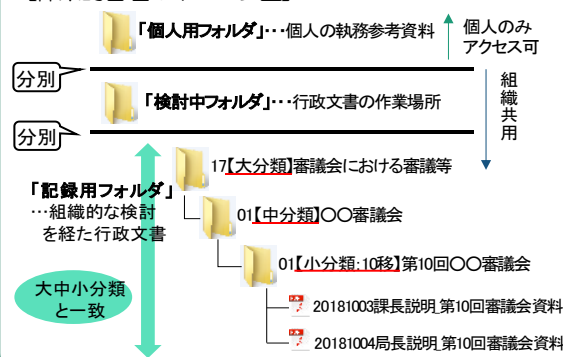 「個人用フォルダ」･･･個人の執務参考資料
個人のみ
アクセス可
分別
「検討中フォルダ」･･･行政文書の作業場所
組織共用
分別
17【大分類】審議会における審議等
「記録用フォルダ」
…組織的な検討
を経た行政文書
01【中分類】〇〇審議会
01【小分類:10移】第10回〇〇審議会
大中小分類
と一致
20181003課長説明_第10回審議会資料
20181004局長説明_第10回審議会資料